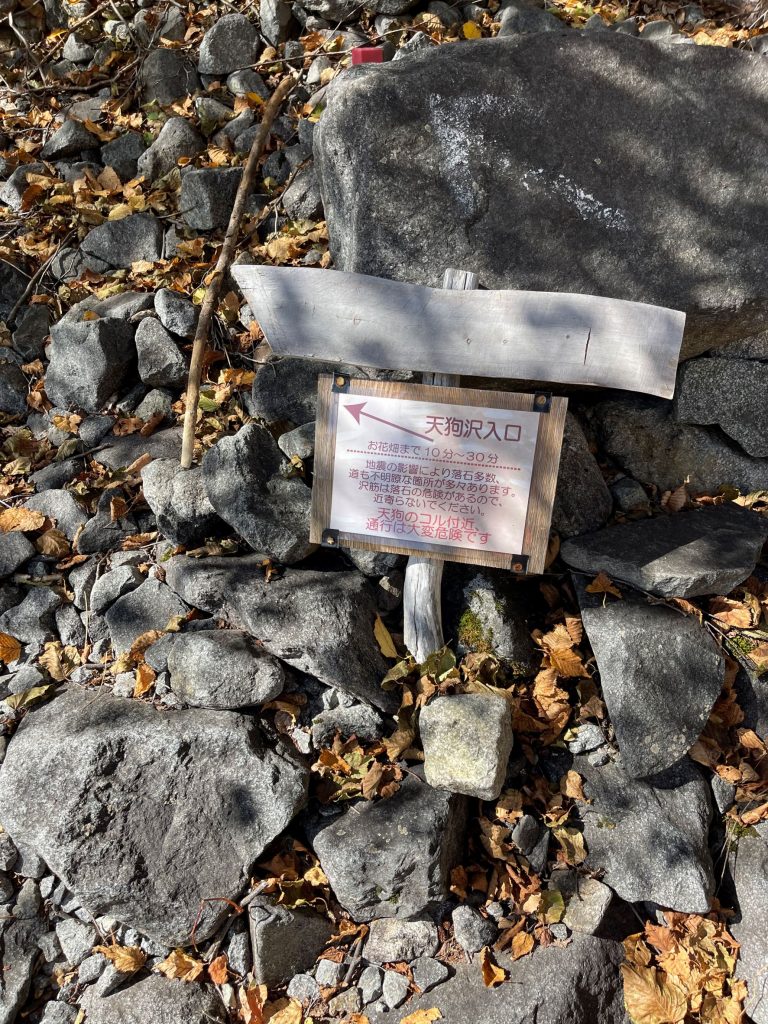 天狗沢入口
お花畑まで10分~30分
地震の影響により落石多数、
道も不明瞭な箇所が多々あります。
沢筋は落石の危険があるので、
近寄らないでください。
天狗のコル付近、
通行は大変危険です